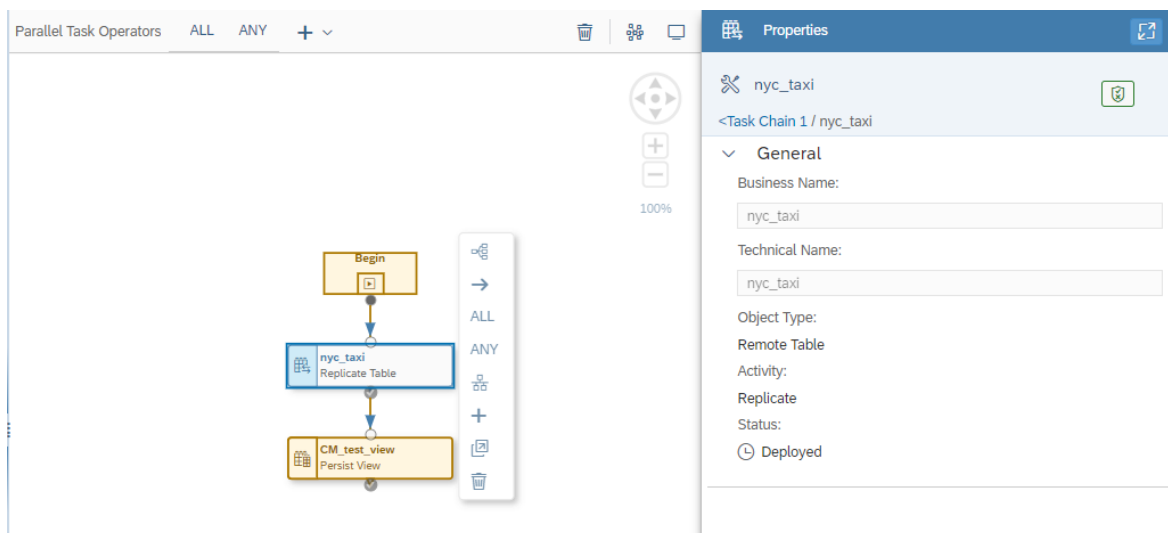 Parallel Task Operators ALL ANY
Properties
nyc_taxi
<Task Chain 1 / nyc_taxi
General
Business Name:
nyc_taxi
Technical Name:
nyc_taxi
Object Type:
Remote Table
Activity:
Replicate
Status:
Deployed
100%
Begin
nyc_taxi
Replicate Table
CM_test_view
Persist View
ALL
ANY